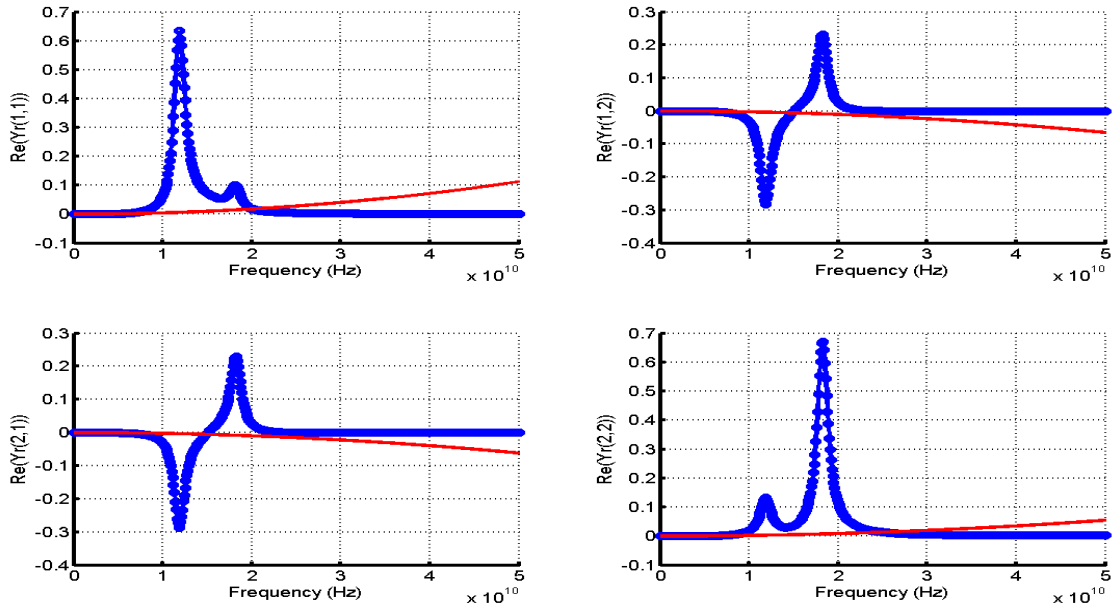 0.7
0.6
0.5
0.4
0.3
0.2
0.1
0
-0.1
Re(Yr(1,1))
0 1 2 3 4 5
Frequency (Hz)
x 10^10
0.3
0.2
0.1
0
-0.1
-0.2
-0.3
-0.4
Re(Yr(1,2))
0 1 2 3 4 5
Frequency (Hz)
x 10^10
0.3
0.2
0.1
0
-0.1
-0.2
-0.3
-0.4
Re(Yr(2,1))
0 1 2 3 4 5
Frequency (Hz)
x 10^10
0.7
0.6
0.5
0.4
0.3
0.2
0.1
0
-0.1
Re(Yr(2,2))
0 1 2 3 4 5
Frequency (Hz)
x 10^10